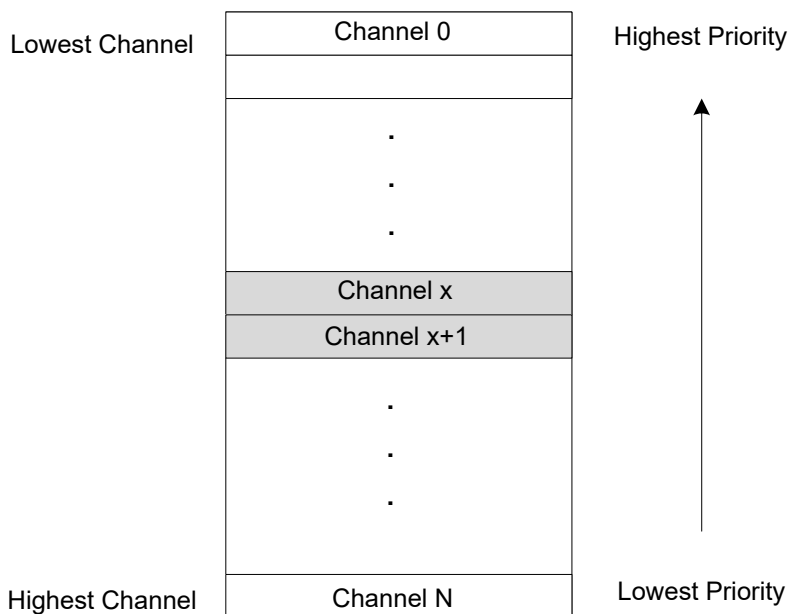 Lowest Channel
Channel 0
Highest Priority
.
.
.
Channel x
Channel x+1
.
.
.
Highest Channel
Channel N
Lowest Priority